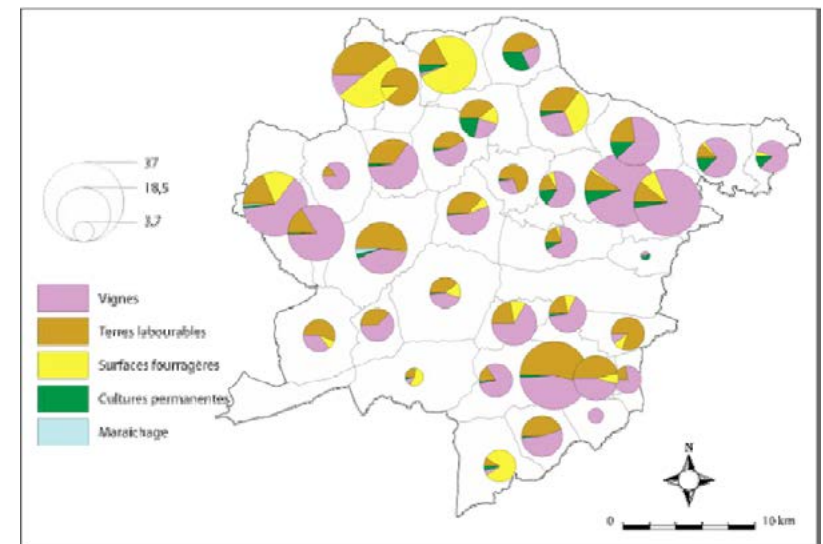 37
18,5
3,7
Vignes
Terres labourables
Surfaces fourragères
Cultures permanentes
Maraichage
N
0 10 km